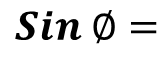 Sin ∅ =